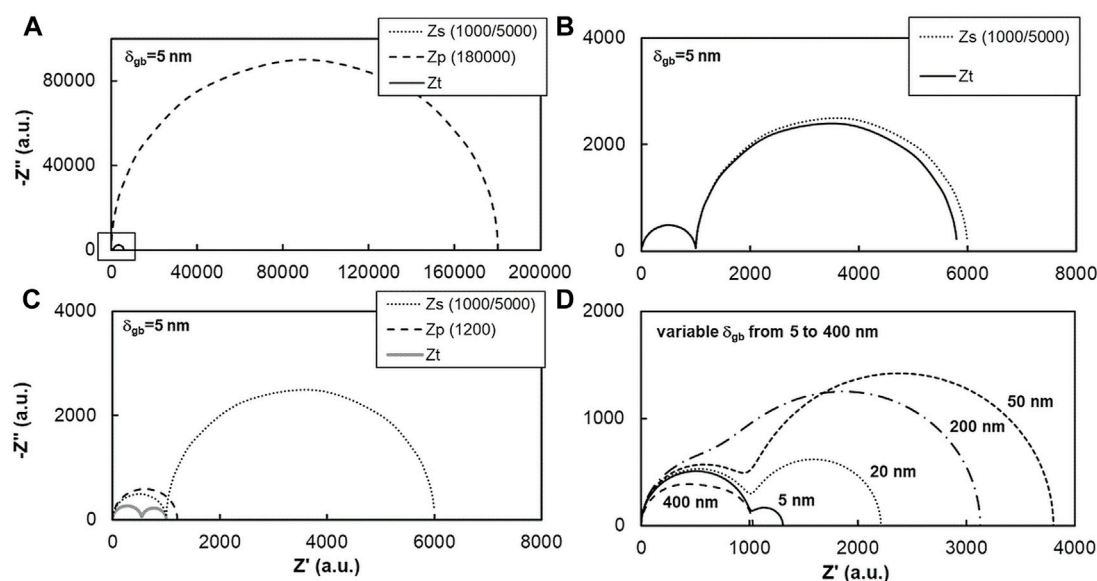 A
δgb=5 nm
Zs (1000/5000)
Zp (180000)
Zt
80000
40000
0
0
40000
80000
120000
160000
200000
-Z" (a.u.)
B
δgb=5 nm
Zs (1000/5000)
Zt
4000
2000
0
0
2000
4000
6000
8000
C
δgb=5 nm
Zs (1000/5000)
Zp (1200)
Zt
4000
2000
0
0
2000
4000
6000
8000
-Z" (a.u.)
Z' (a.u.)
D
variable δgb from 5 to 400 nm
50 nm
200 nm
20 nm
400 nm
5 nm
2000
1000
0
0
1000
2000
3000
4000
Z' (a.u.)